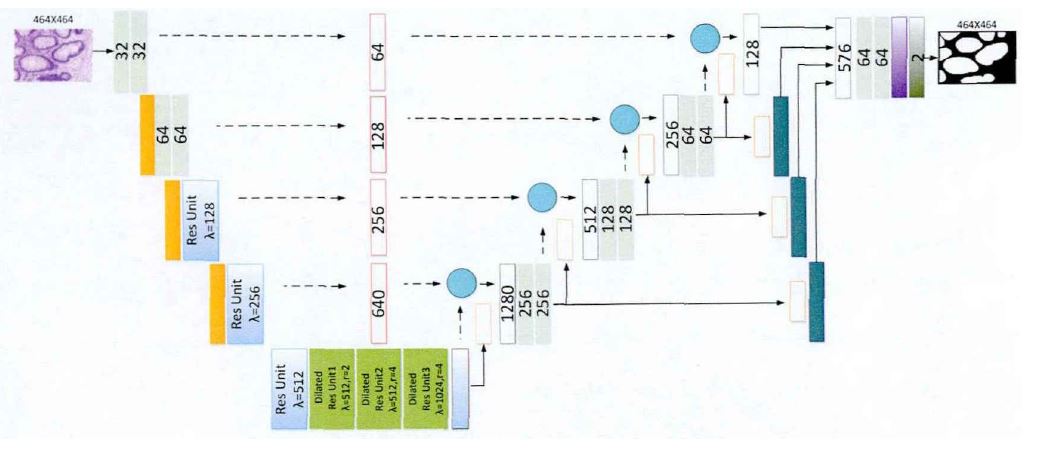 464X464
32
32
64
128
576
64
64
2
464X464
64
64
128
256
64
64
Res Unit
λ=128
256
512
128
128
Res Unit
λ=256
640
1280
256
256
Res Unit
λ=512
Dilated
Res Unit1
λ=512,r=2
Dilated
Res Unit2
λ=512,r=4
Dilated
Res Unit3
λ=1024,r=4